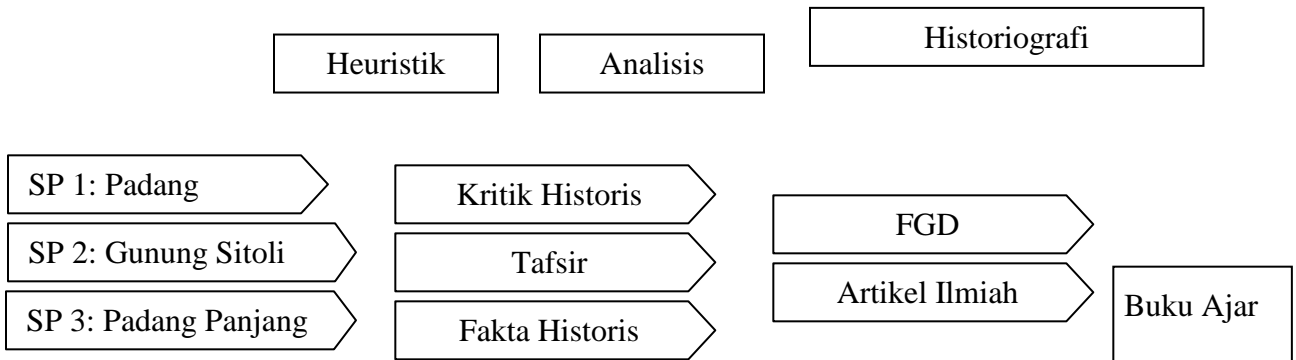 Heuristik
Analisis
Historiografi
SP 1: Padang
SP 2: Gunung Sitoli
SP 3: Padang Panjang
Kritik Historis
Tafsir
Fakta Historis
FGD
Artikel Ilmiah
Buku Ajar